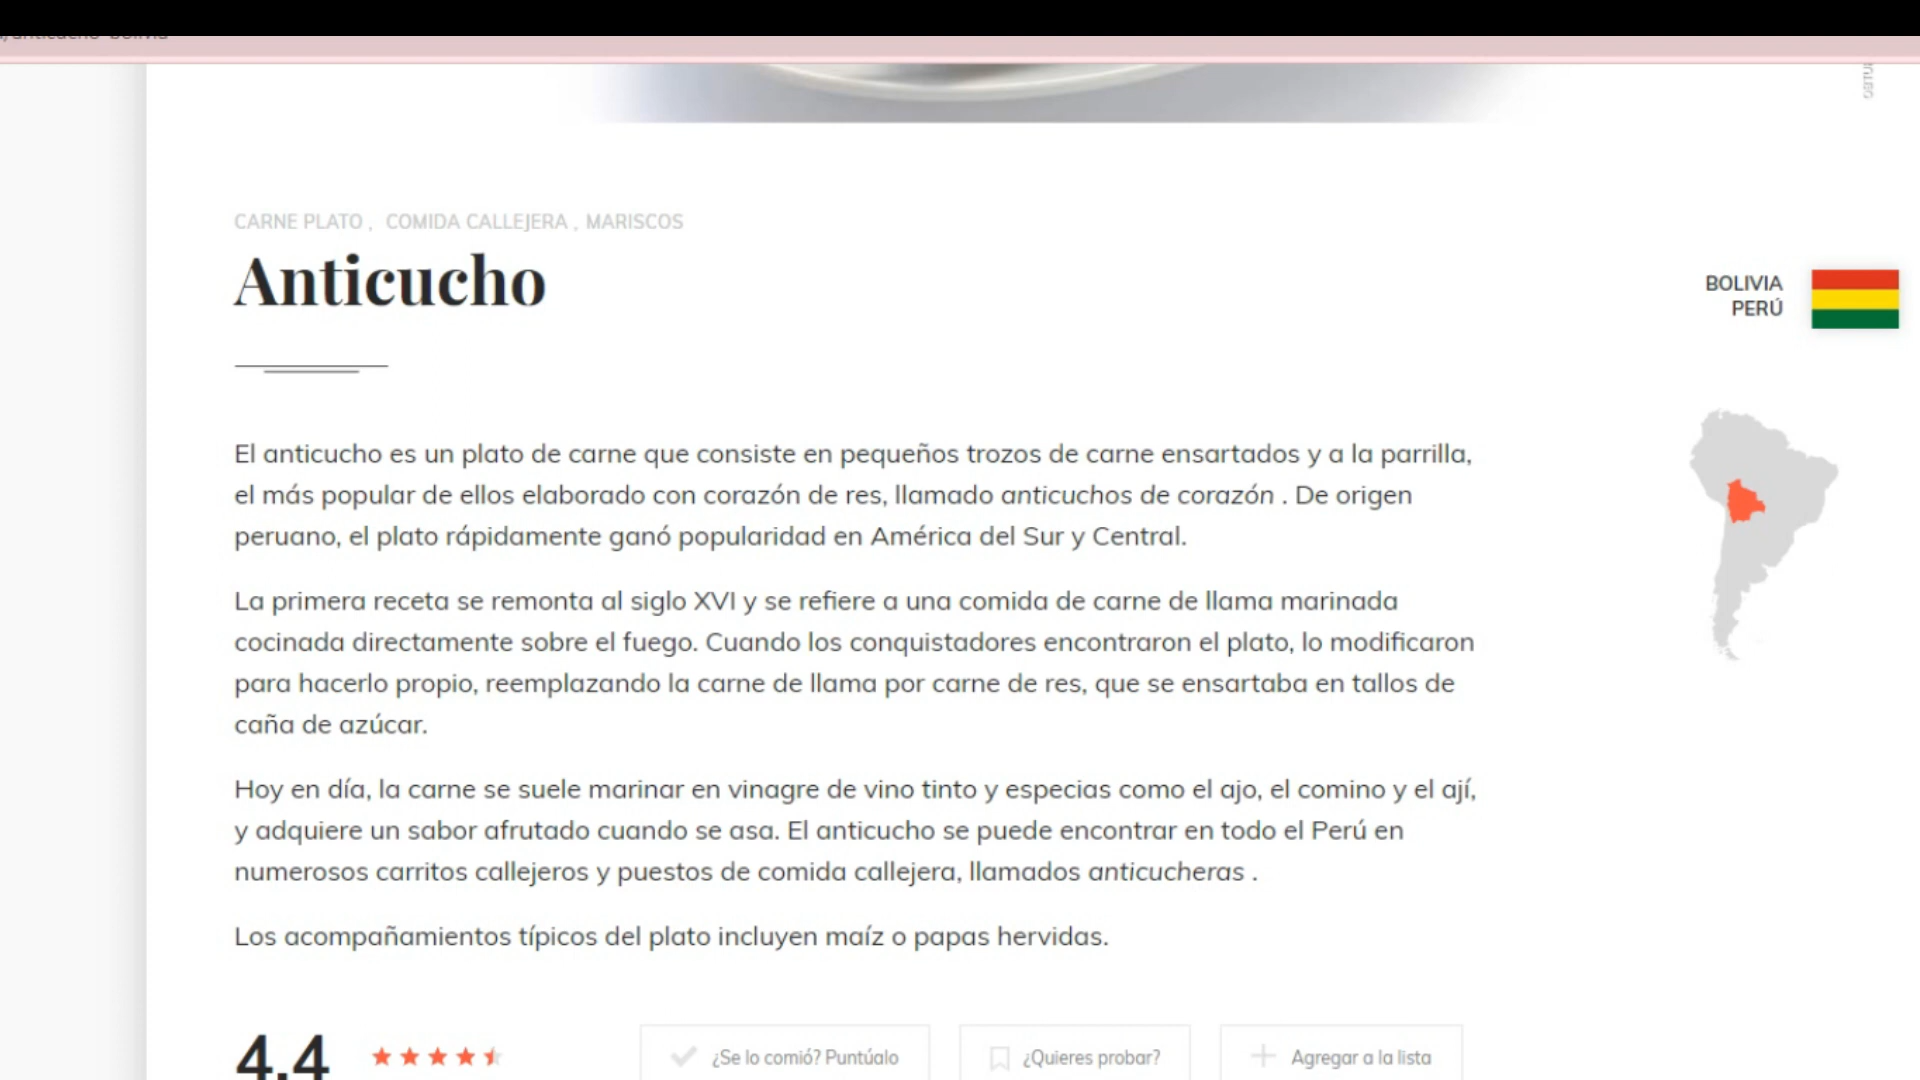 CARNE PLATO , COMIDA CALLEJERA , MARISCOS
Anticucho
BOLIVIA
PERÚ
El anticucho es un plato de carne que consiste en pequeños trozos de carne ensartados y a la parrilla,
el más popular de ellos elaborado con corazón de res, llamado anticuchos de corazón . De origen
peruano, el plato rápidamente ganó popularidad en América del Sur y Central.
La primera receta se remonta al siglo XVI y se refiere a una comida de carne de llama marinada
cocinada directamente sobre el fuego. Cuando los conquistadores encontraron el plato, lo modificaron
para hacerlo propio, reemplazando la carne de llama por carne de res, que se ensartaba en tallos de
caña de azúcar.
Hoy en día, la carne se suele marinar en vinagre de vino tinto y especias como el ajo, el comino y el ají,
y adquiere un sabor afrutado cuando se asa. El anticucho se puede encontrar en todo el Perú en
numerosos carritos callejeros y puestos de comida callejera, llamados anticucheras .
Los acompañamientos típicos del plato incluyen maíz o papas hervidas.
4.4
¿Se lo comió? Puntúalo
¿Quieres probar?
Agregar a la lista